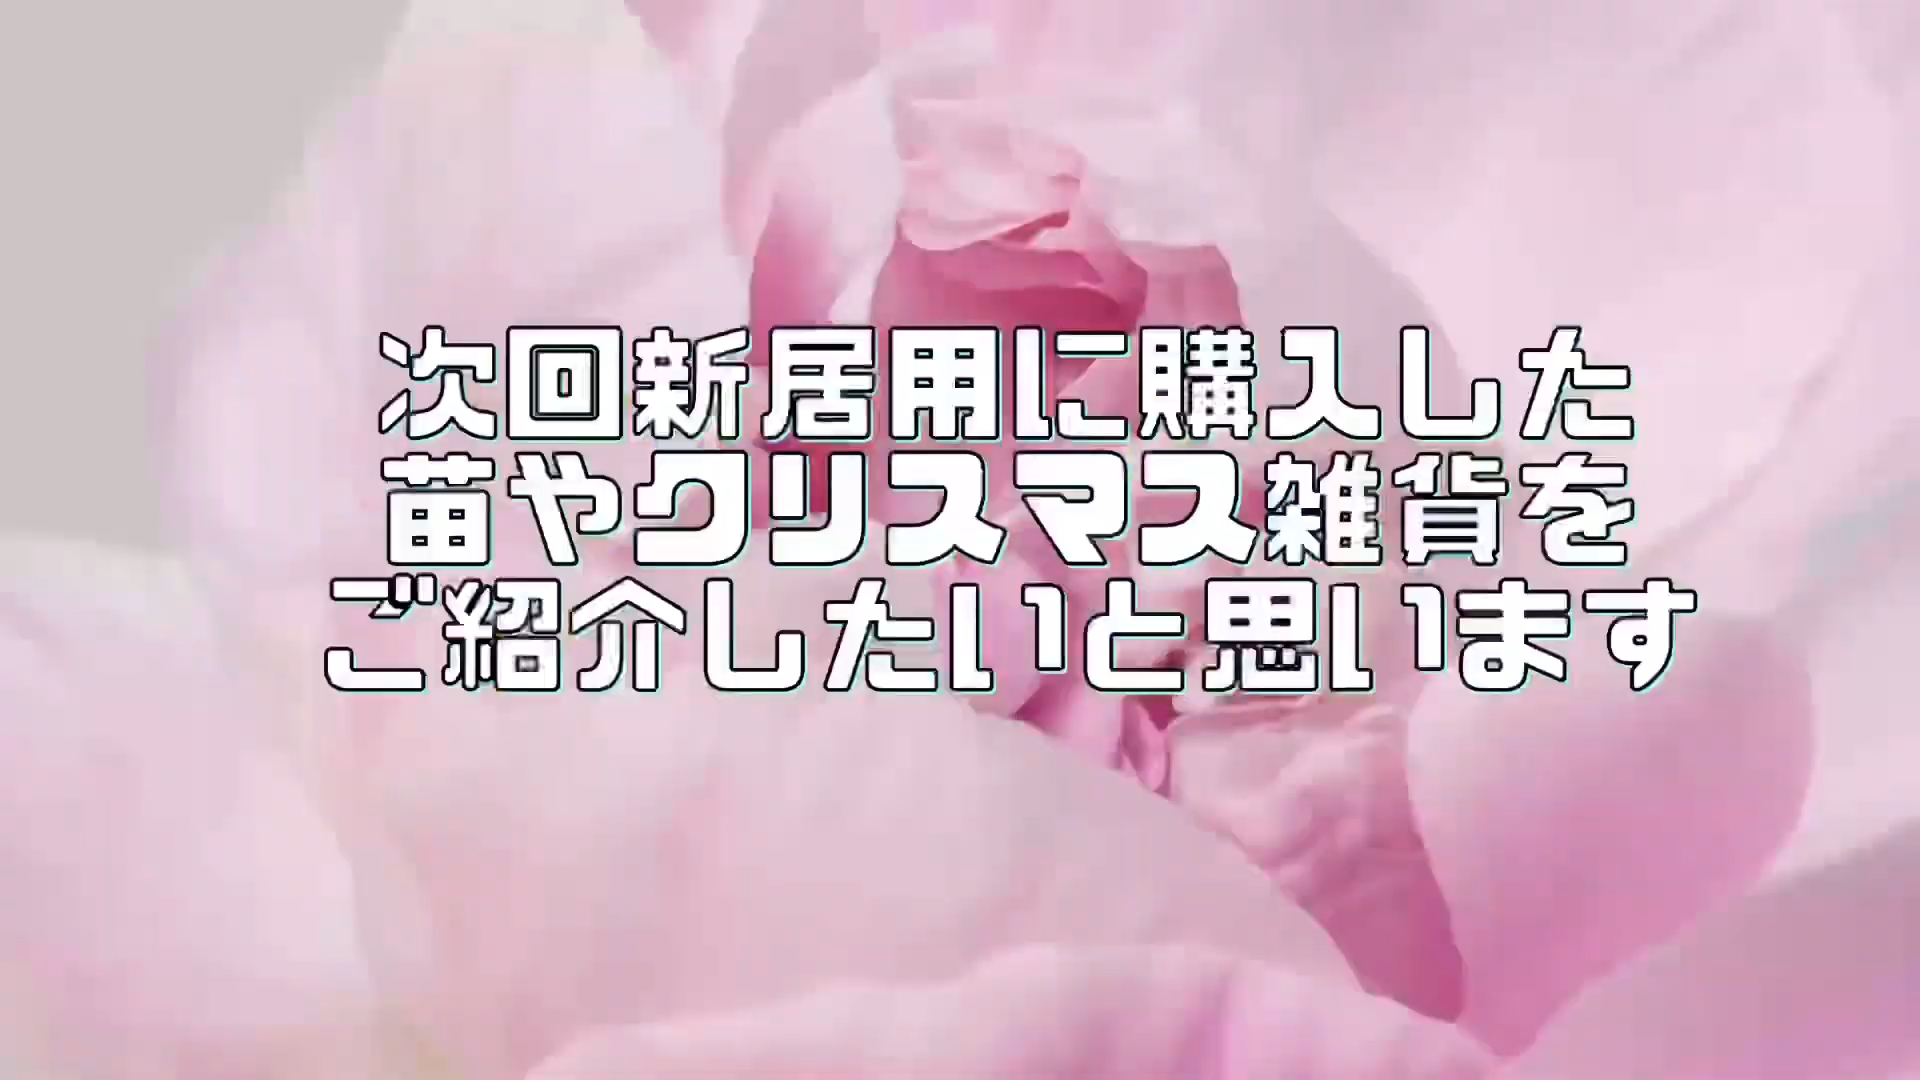 次回新居用に購入した
苗やクリスマス雑貨を
ご紹介したいと思います